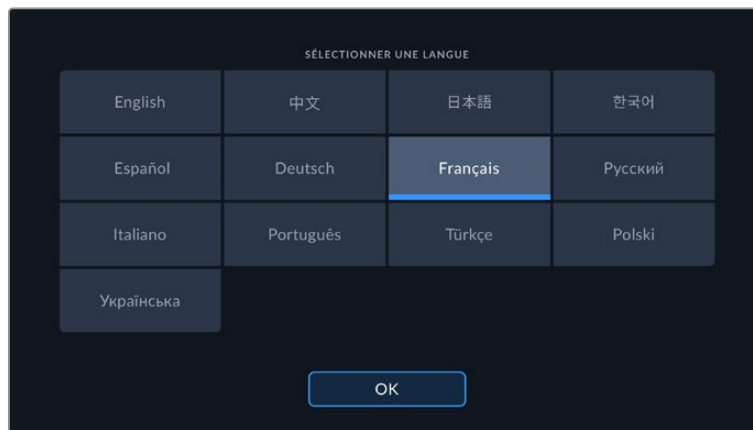 SÉLECTIONNER UNE LANGUE
English 中文 日本語 한국어
Español Deutsch Français Русский
Italiano Português Türkçe Polski
Українська
OK